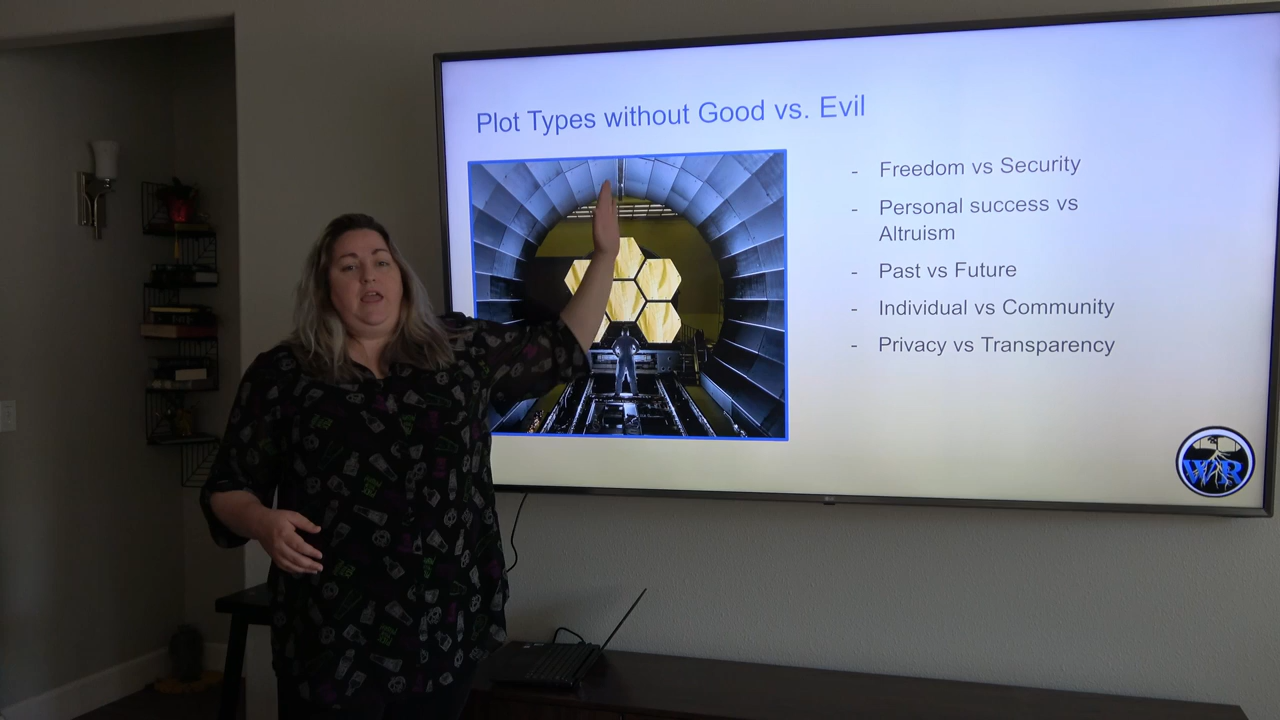 Plot Types without Good vs. Evil
- Freedom vs Security
- Personal success vs
Altruism
- Past vs Future
- Individual vs Community
- Privacy vs Transparency
WR